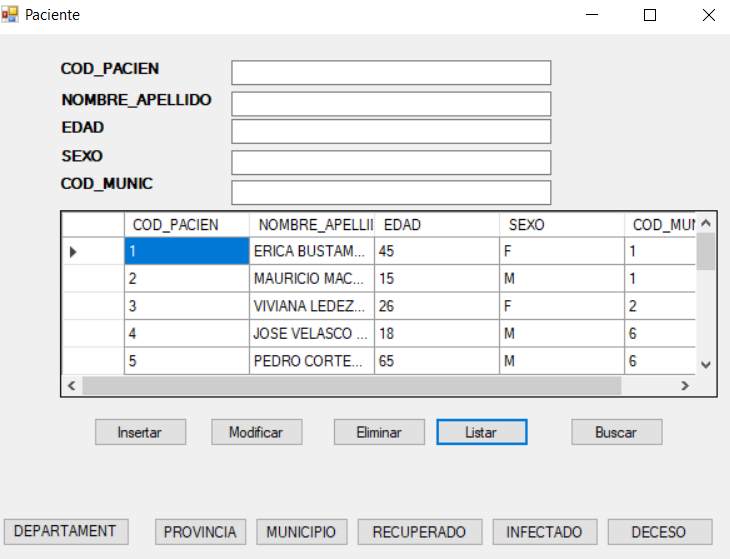 Paciente
COD_PACIEN
NOMBRE_APELLIDO
EDAD
SEXO
COD_MUNIC
COD_PACIEN NOMBRE_APELLI EDAD SEXO COD_MUN
1 ERICA BUSTAM... 45 F 1
2 MAURICIO MAC... 15 M 1
3 VIVIANA LEDEZ... 26 F 2
4 JOSE VELASCO ... 18 M 6
5 PEDRO CORTE... 65 M 6
Insertar Modificar Eliminar Listar Buscar
DEPARTAMENT PROVINCIA MUNICIPIO RECUPERADO INFECTADO DECESO